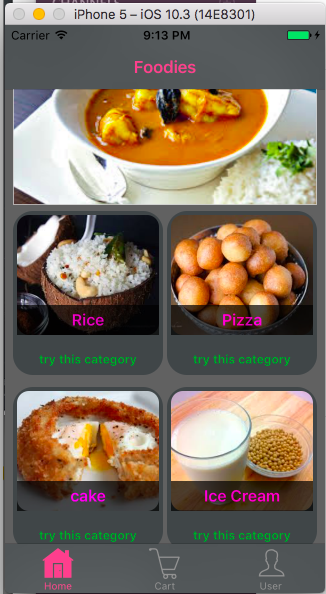 iPhone 5 – iOS 10.3 (14E8301)
Carrier 9:13 PM
Foodies
Rice Pizza
try this category try this category
cake Ice Cream
try this category try this category
Home Cart User